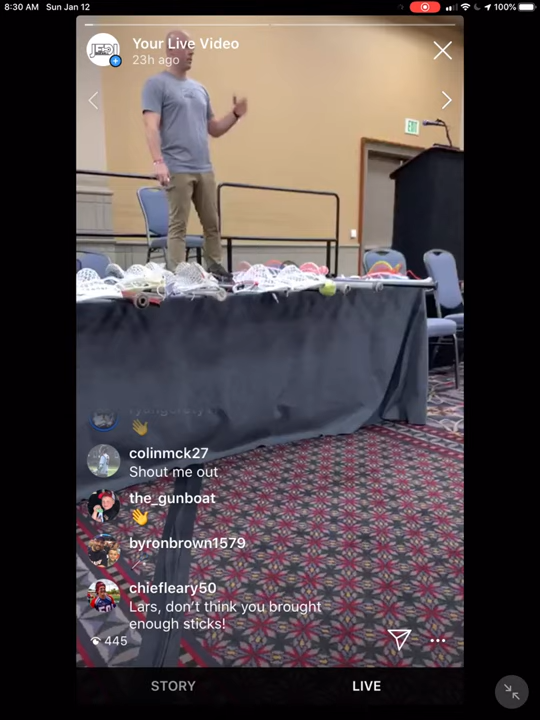 8:30 AM Sun Jan 12
100%
JEDI
Your Live Video
23h ago
EXIT
colinmck27
Shout me out
the_gunboat
👋
byronbrown1579
chiefleary50
Lars, don't think you brought
enough sticks!
445
STORY
LIVE